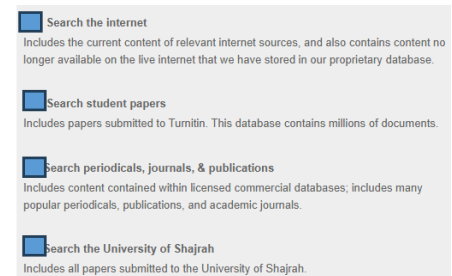 Search the internet
Includes the current content of relevant internet sources, and also contains content no
longer available on the live internet that we have stored in our proprietary database.
Search student papers
Includes papers submitted to Turnitin. This database contains millions of documents.
Search periodicals, journals, & publications
Includes content contained within licensed commercial databases; includes many
popular periodicals, publications, and academic journals.
Search the University of Shajrah
Includes all papers submitted to the University of Shajrah.